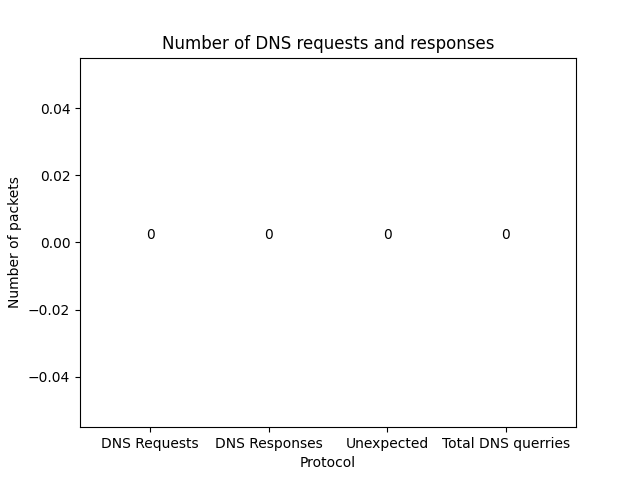 Number of DNS requests and responses
Number of packets
0.04
0.02
0.00
−0.02
−0.04
0 0 0 0
DNS Requests DNS Responses Unexpected Total DNS querries
Protocol